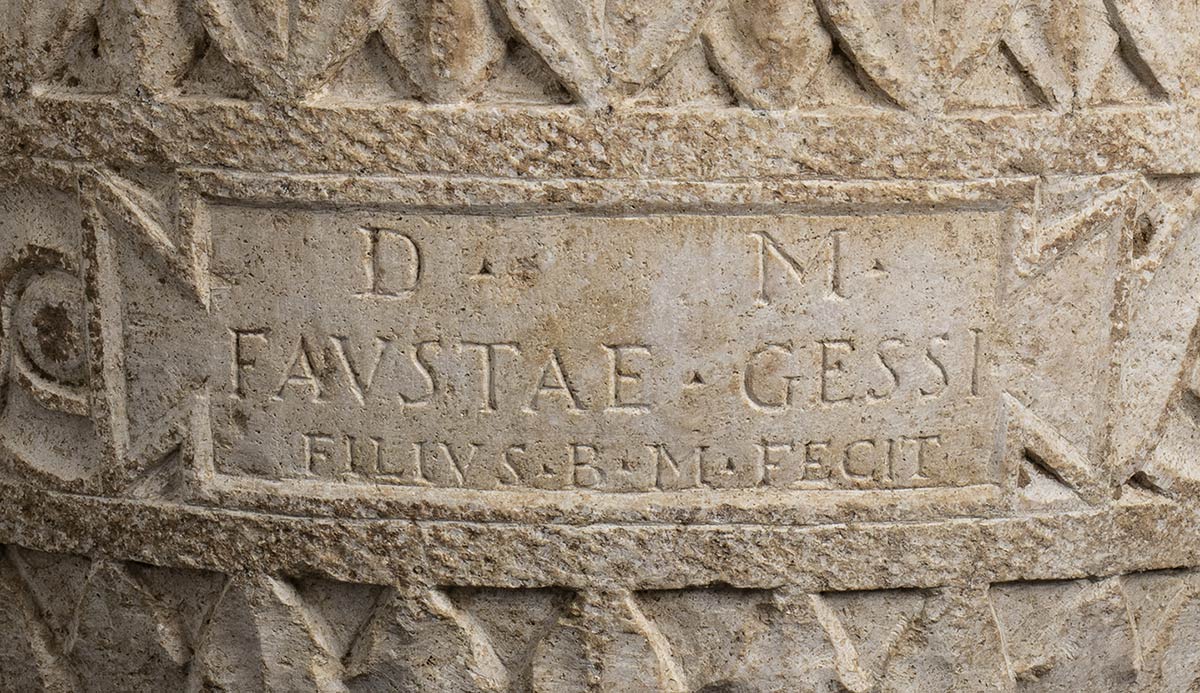 D · M ·
FAVSTAE · GESSI
FILIVS · B · M · FECIT